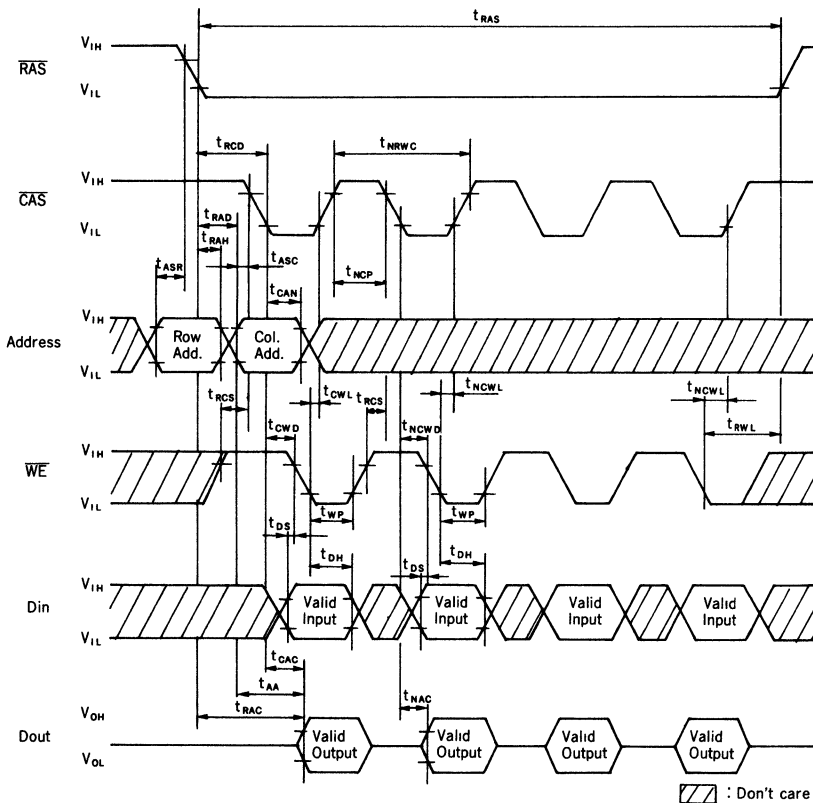 tRAS
VIH
RAS
VIL
tRCD
tNRWC
VIH
CAS
VIL
tRAD
tRAH
tASC
tASR
tCAN
tNCP
VIH
Address
Row Add.
Col. Add.
VIL
tRCS
tCWL
tRCS
tNCWL
tNCWL
tCWD
tNCWD
tRWL
VIH
WE
VIL
tWP
tWP
tDS
tDH
tDS
tDH
VIH
Din
Valid Input
Valid Input
Valid Input
Valid Input
VIL
tCAC
tAA
tRAC
tNAC
VOH
Dout
Valid Output
Valid Output
Valid Output
Valid Output
VOL
: Don't care